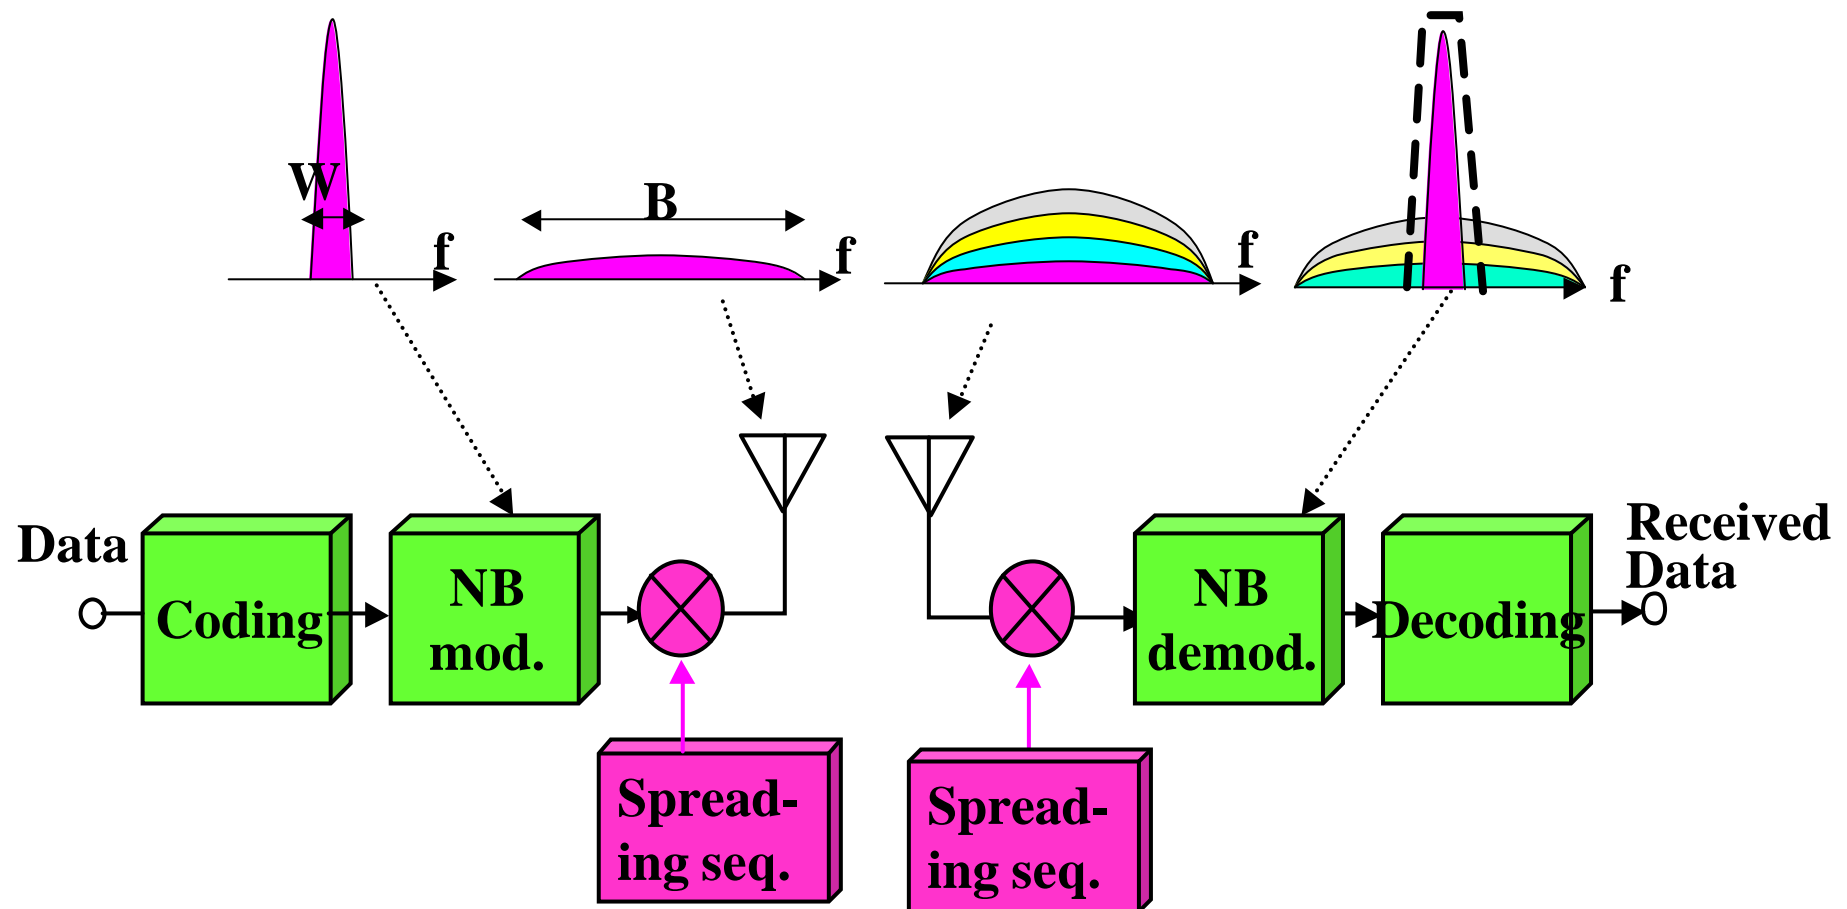 W
B
f
f
f
f
Data
Coding
NB
mod.
NB
demod.
Decoding
Received
Data
Spread-
ing seq.
Spread-
ing seq.